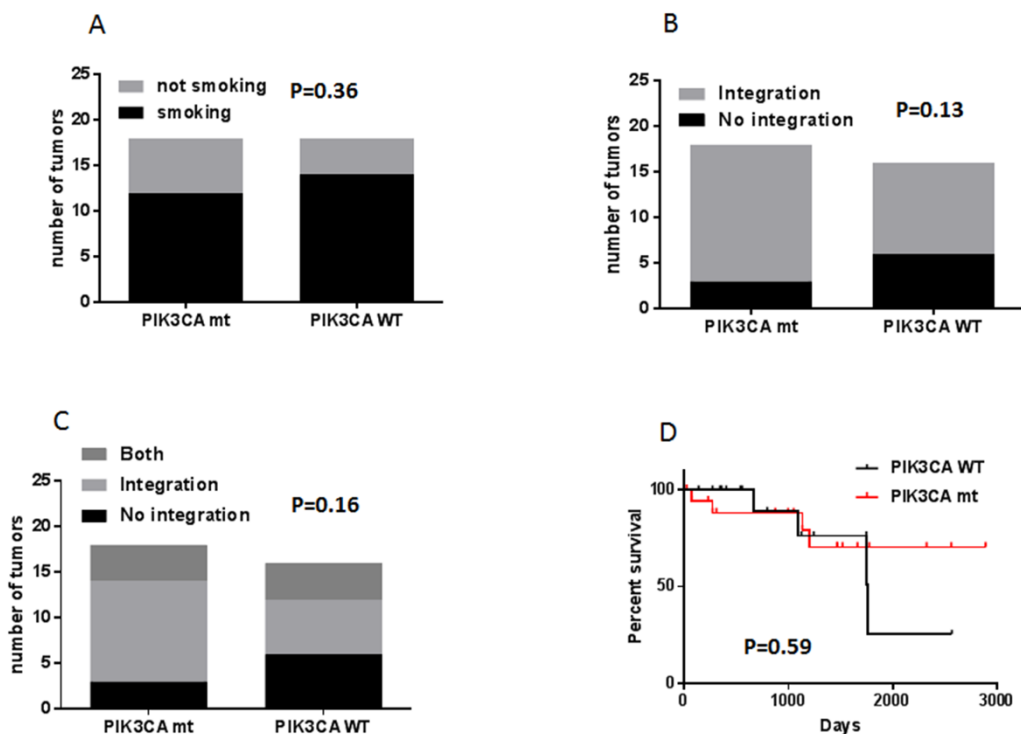 A
not smoking
smoking
P=0.36
number of tumors
25
20
15
10
5
0
PIK3CA mt
PIK3CA WT
B
Integration
No integration
P=0.13
number of tumors
25
20
15
10
5
0
PIK3CA mt
PIK3CA WT
C
Both
Integration
No integration
P=0.16
number of tumors
25
20
15
10
5
0
PIK3CA mt
PIK3CA WT
D
PIK3CA WT
PIK3CA mt
Percent survival
100
50
0
P=0.59
0
1000
2000
3000
Days